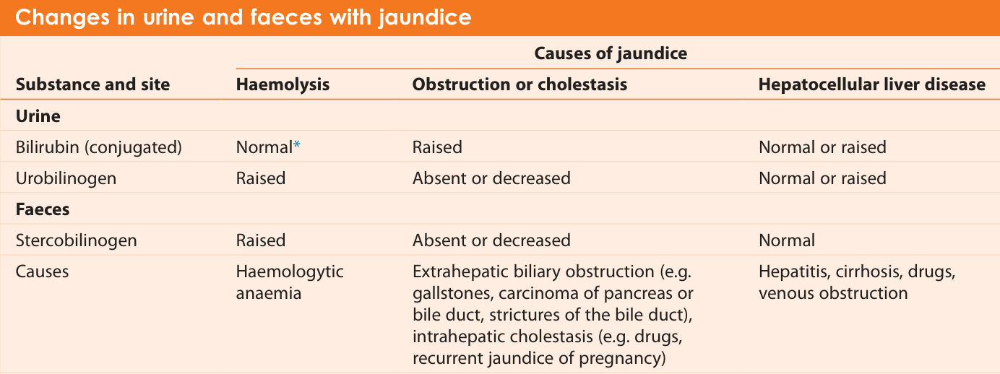 Changes in urine and faeces with jaundice
Causes of jaundice
Substance and site Haemolysis Obstruction or cholestasis Hepatocellular liver disease
Urine
Bilirubin (conjugated) Normal* Raised Normal or raised
Urobilinogen Raised Absent or decreased Normal or raised
Faeces
Stercobilinogen Raised Absent or decreased Normal
Causes Haemologytic Extrahepatic biliary obstruction (e.g. Hepatitis, cirrhosis, drugs,
anaemia gallstones, carcinoma of pancreas or venous obstruction
bile duct, strictures of the bile duct),
intrahepatic cholestasis (e.g. drugs,
recurrent jaundice of pregnancy)